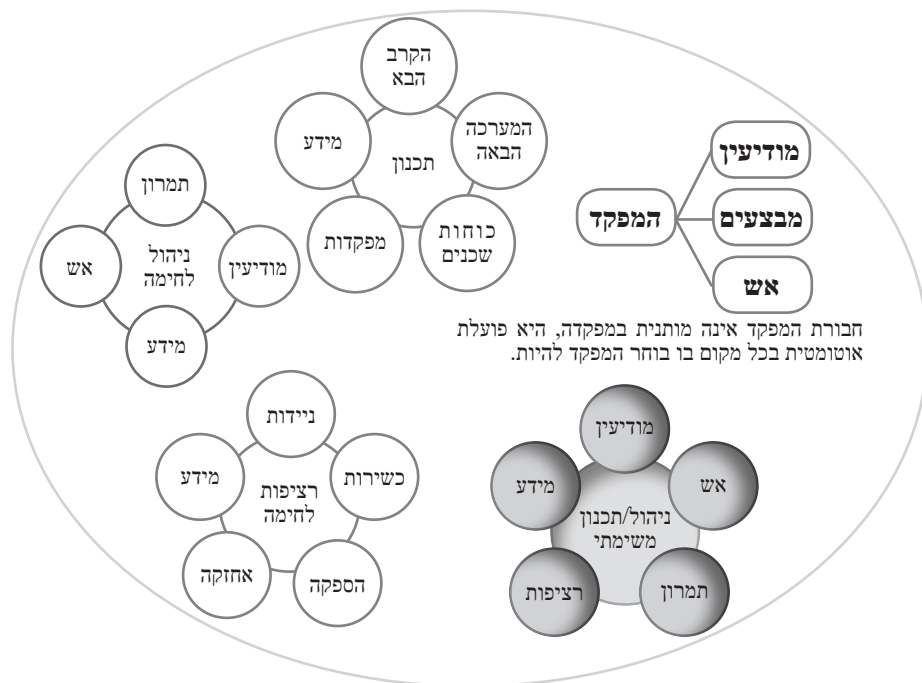 הקרב
הבא
המערכה
הבאה
מידע
תכנון
כוחות
שכנים
מפקדות
מודיעין
המפקד
מבצעים
אש
חבורת המפקד אינה מותנית במפקדה, היא פועלת
אוטומטית בכל מקום בו בוחר המפקד להיות.
תמרון
מודיעין
ניהול
לחימה
אש
מידע
ניידות
כשירות
מידע
רציפות
לחימה
הספקה
אחזקה
מודיעין
אש
מידע
ניהול/תכנון
משימתי
תמרון
רציפות